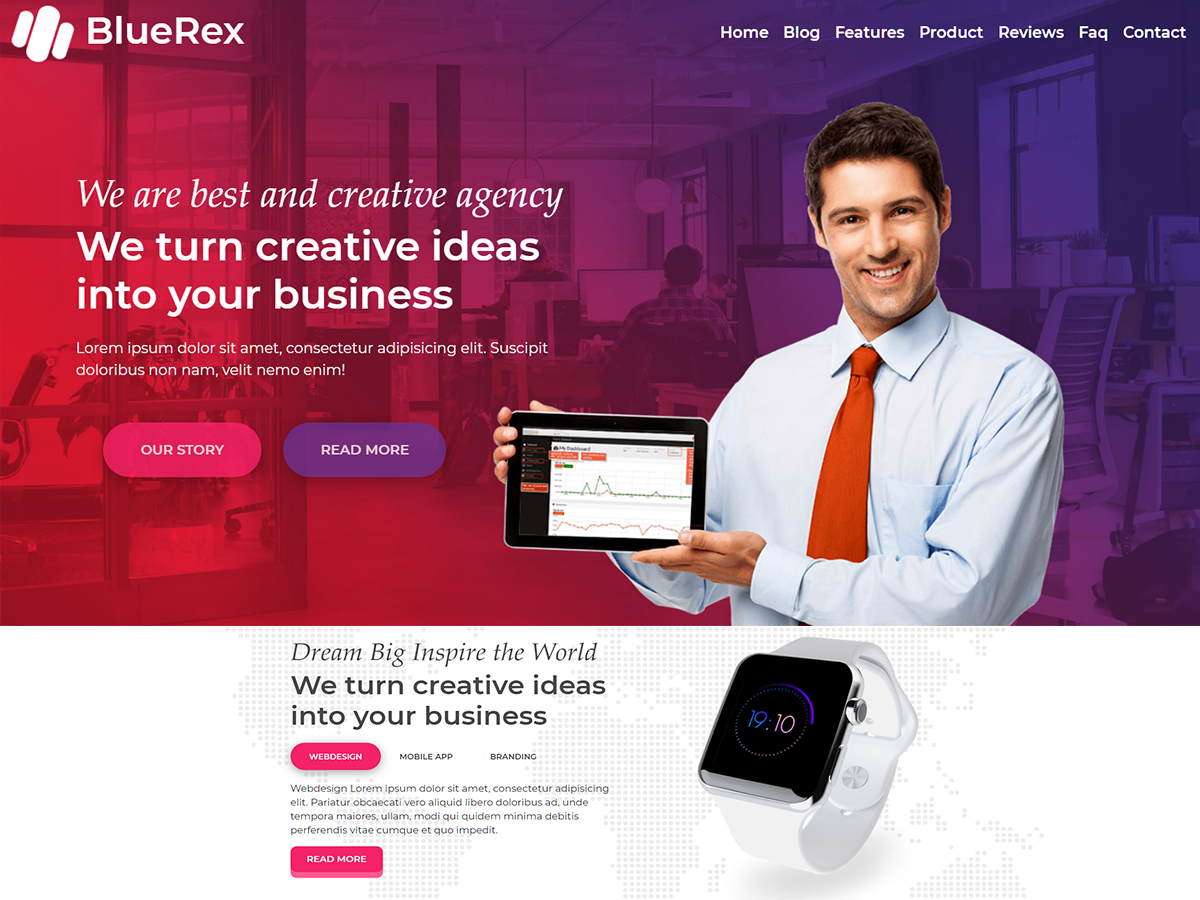 BlueRex
Home Blog Features Product Reviews Faq Contact
We are best and creative agency
We turn creative ideas
into your business
Lorem ipsum dolor sit amet, consectetur adipisicing elit. Suscipit
doloribus non nam, velit nemo enim!
OUR STORY READ MORE
My Dashboard
Dream Big Inspire the World
We turn creative ideas
into your business
WEBDESIGN MOBILE APP BRANDING
Webdesign Lorem ipsum dolor sit amet, consectetur adipisicing
elit. Pariatur obcaecati vero aliquid libero doloribus ad, unde
tempora maiores, ullam, modi qui quidem minima debitis
perferendis vitae cumque et quo impedit.
READ MORE
19:10